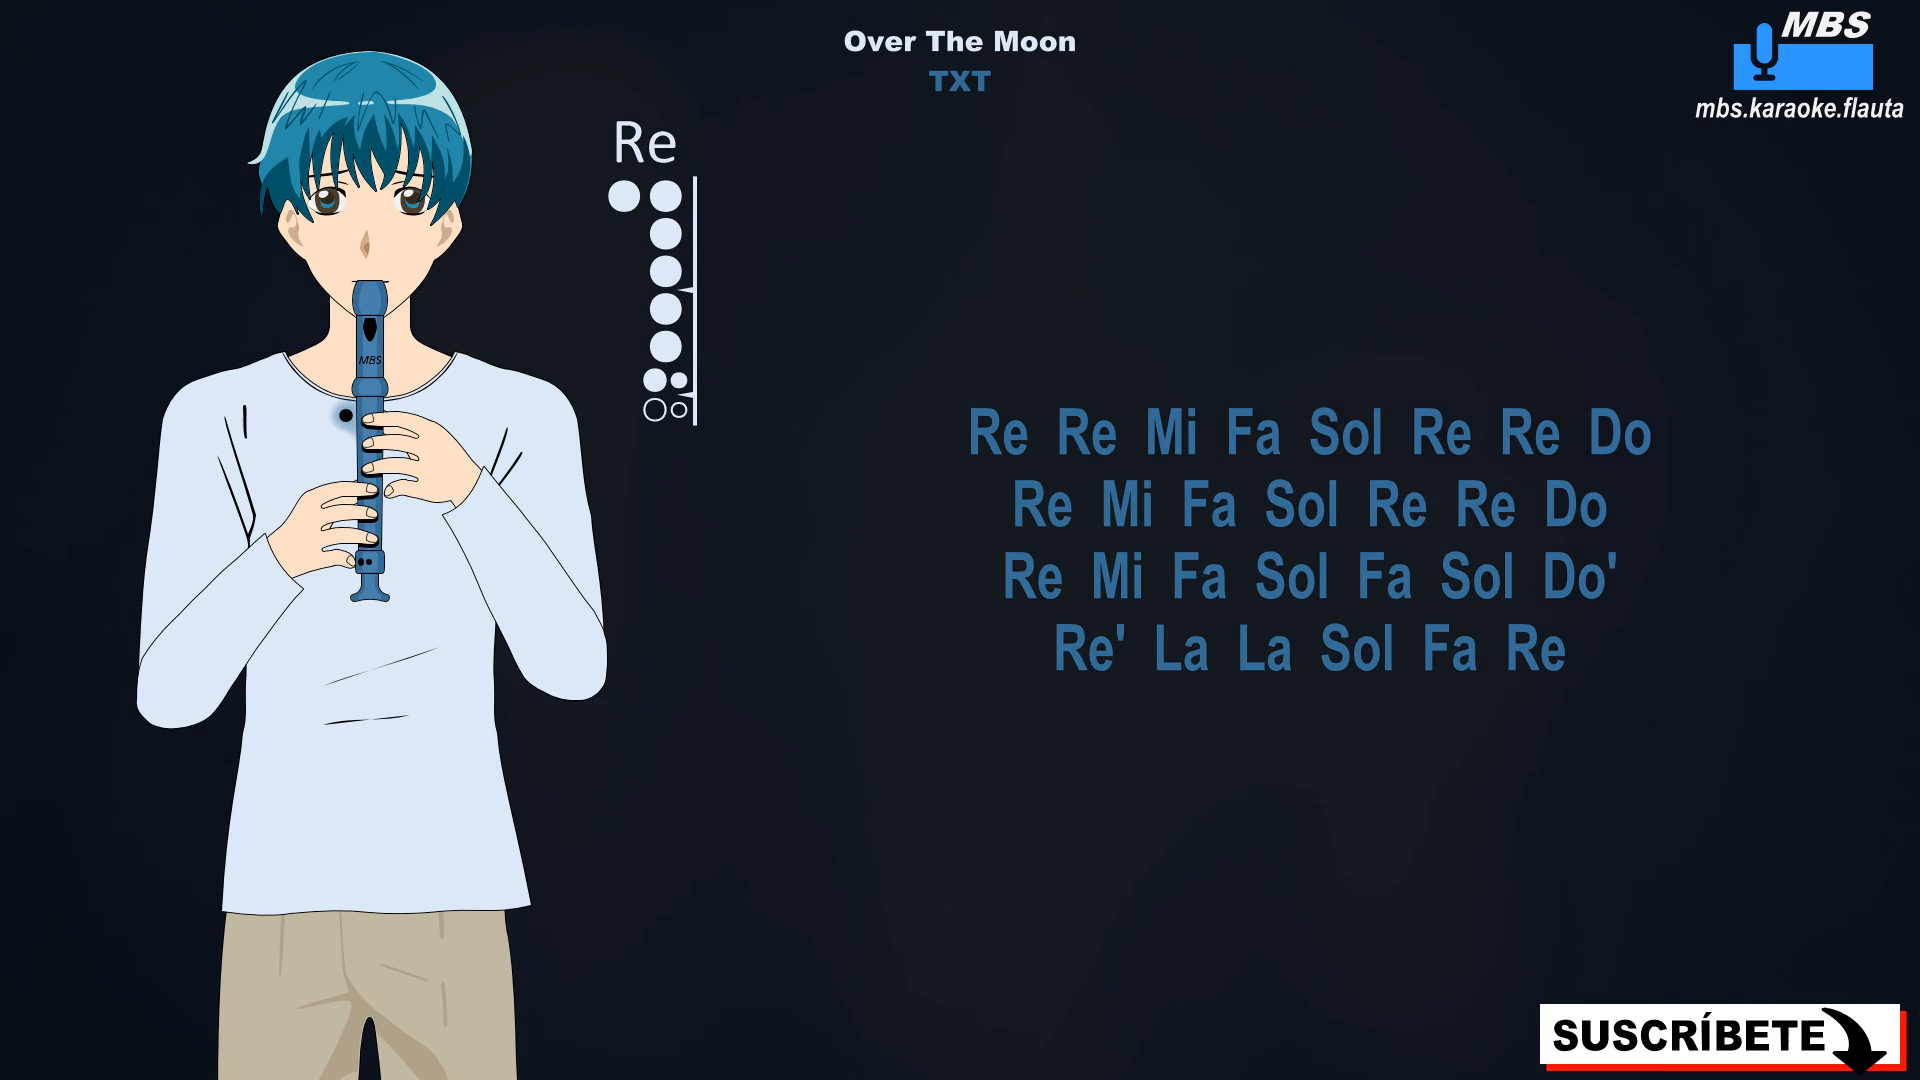 Over The Moon
TXT
MBS
mbs.karaoke.flauta
Re
MBS
Re Re Mi Fa Sol Re Re Do
Re Mi Fa Sol Re Re Do
Re Mi Fa Sol Fa Sol Do'
Re' La La Sol Fa Re
SUSCRÍBETE